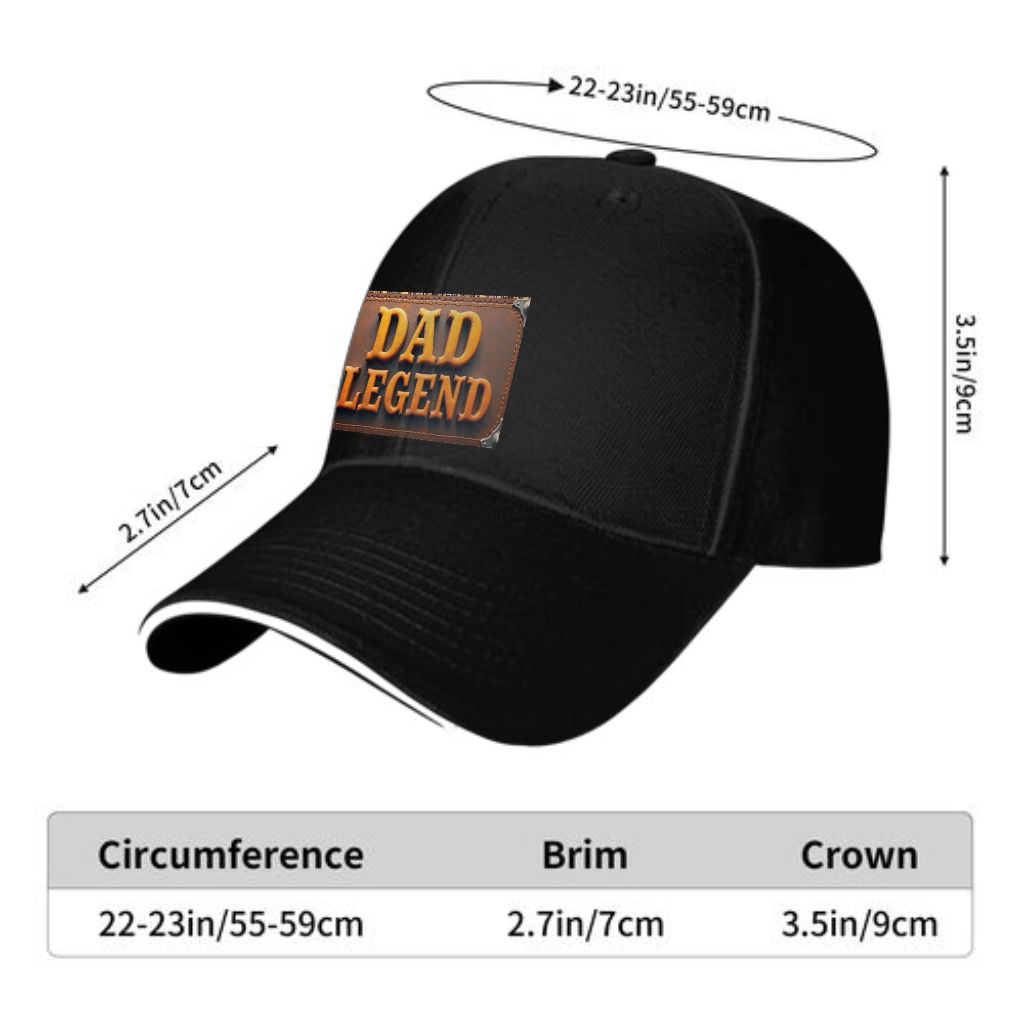 22-23in/55-59cm
3.5in/9cm
DAD
LEGEND
2.7in/7cm
Circumference Brim Crown
22-23in/55-59cm 2.7in/7cm 3.5in/9cm